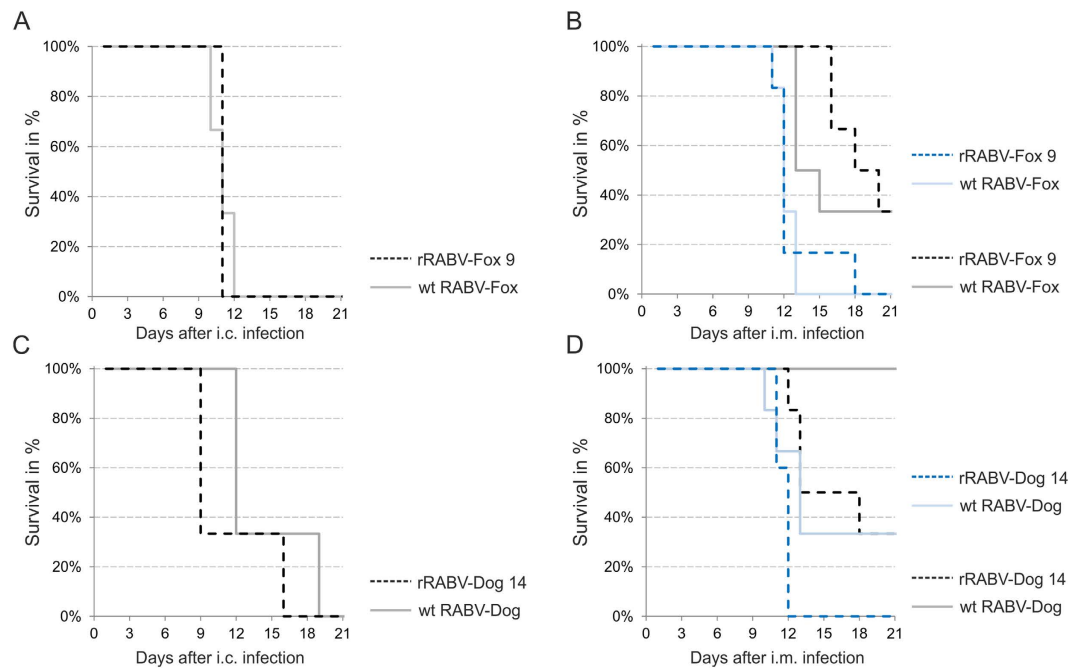 A
Survival in %
100%
80%
60%
40%
20%
0%
0 3 6 9 12 15 18 21
Days after i.c. infection
rRABV-Fox 9
wt RABV-Fox
B
Survival in %
100%
80%
60%
40%
20%
0%
0 3 6 9 12 15 18 21
Days after i.m. infection
rRABV-Fox 9
wt RABV-Fox
rRABV-Fox 9
wt RABV-Fox
C
Survival in %
100%
80%
60%
40%
20%
0%
0 3 6 9 12 15 18 21
Days after i.c. infection
rRABV-Dog 14
wt RABV-Dog
D
Survival in %
100%
80%
60%
40%
20%
0%
0 3 6 9 12 15 18 21
Days after i.m. infection
rRABV-Dog 14
wt RABV-Dog
rRABV-Dog 14
wt RABV-Dog